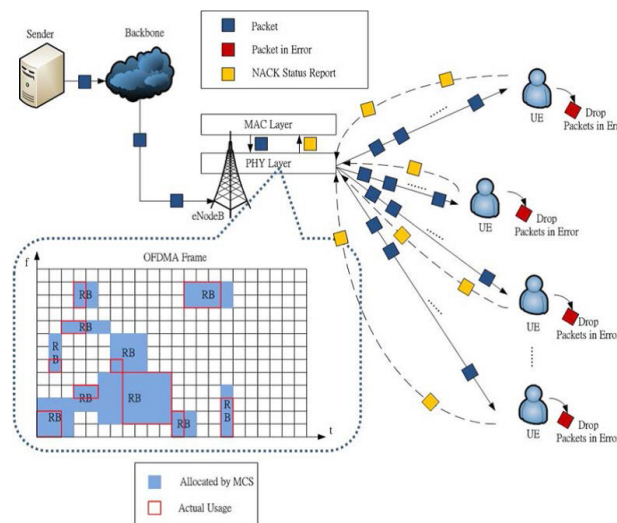 Sender
Backbone
Packet
Packet in Error
NACK Status Report
MAC Layer
PHY Layer
eNodeB
UE
Drop
Packets in Error
UE
Drop
Packets in Error
UE
Drop
Packets in Error
UE
Drop
Packets in Error
OFDMA Frame
f
RB
RB
RB
R
B
RB
RB
RB
RB
RB
R
B
t
Allocated by MCS
Actual Usage